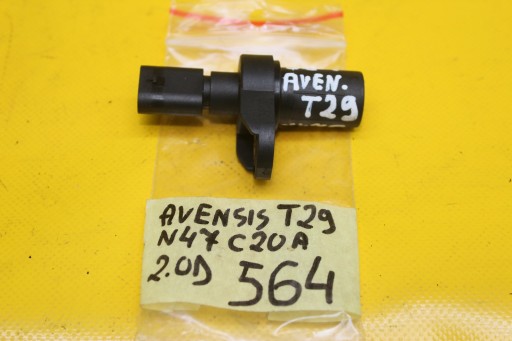 AVEN.
T29
AVENSIS T29
N47 C20A
2.0D 564